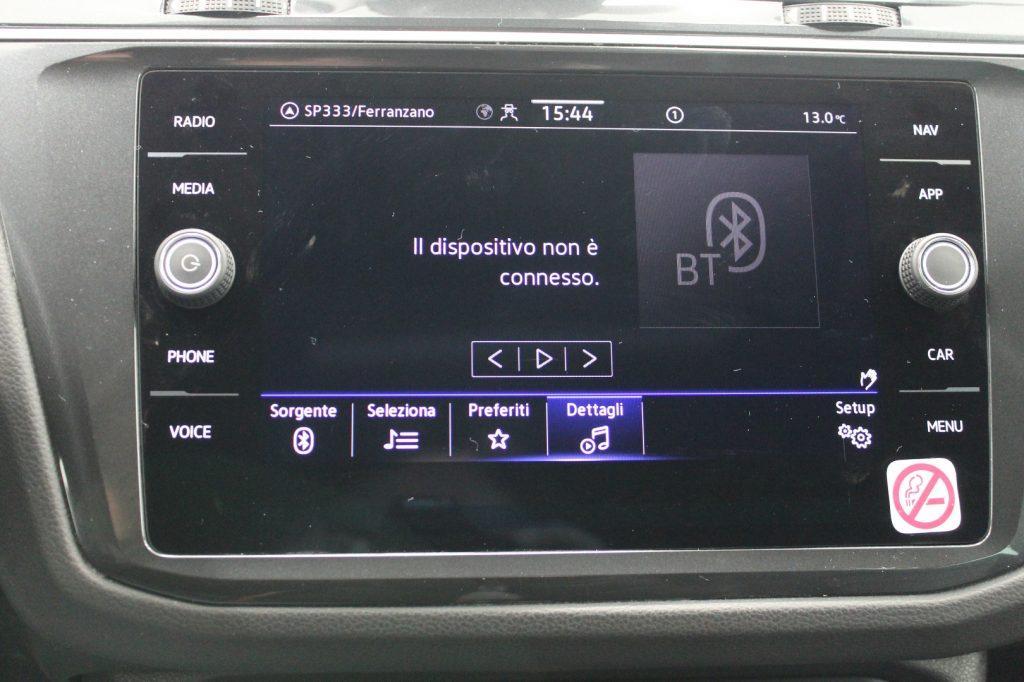 RADIO
MEDIA
PHONE
VOICE
SP333/Ferranzano
15:44
1
13.0°C
Il dispositivo non è
connesso.
BT
Sorgente
Seleziona
Preferiti
Dettagli
Setup
NAV
APP
CAR
MENU